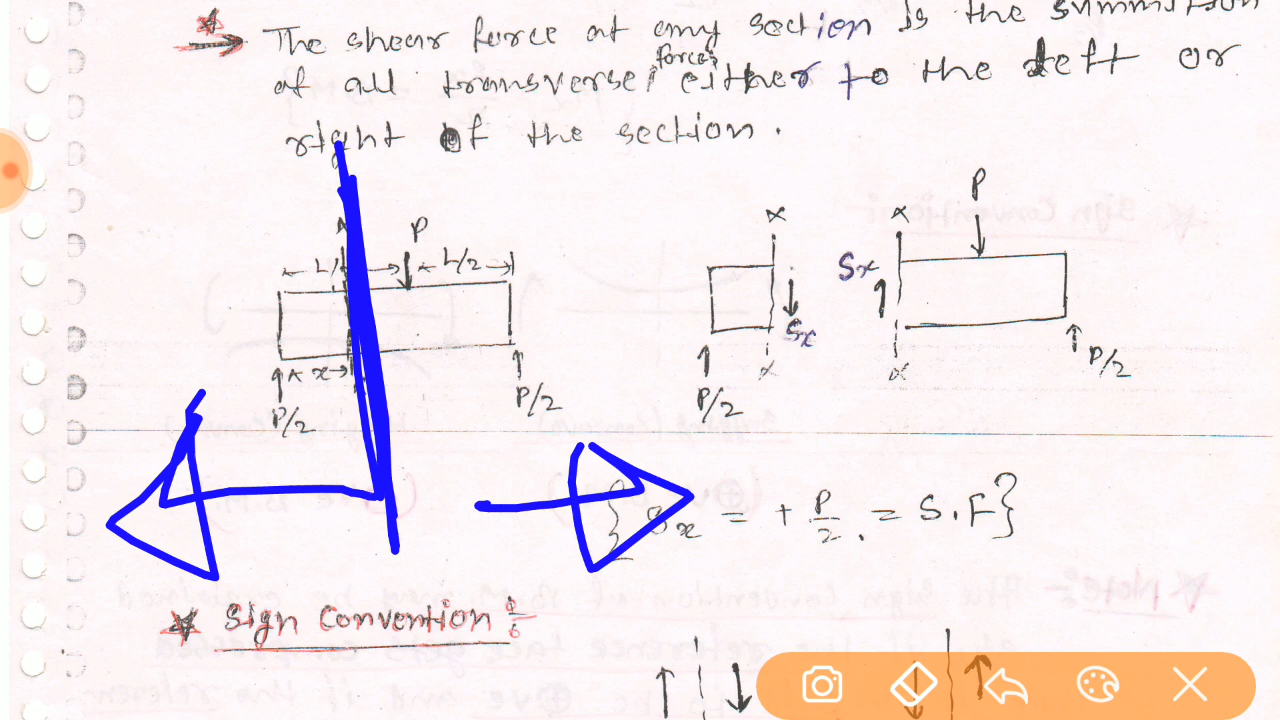 The shear force at any section is the summation
of all transverse forces either to the left or
right of the section.
P
L/2
x
P/2
P/2
X
Sx
P/2
X
X
P
Sx
X
P/2
{Sx = + P/2 = S.F}
Sign Convention :-